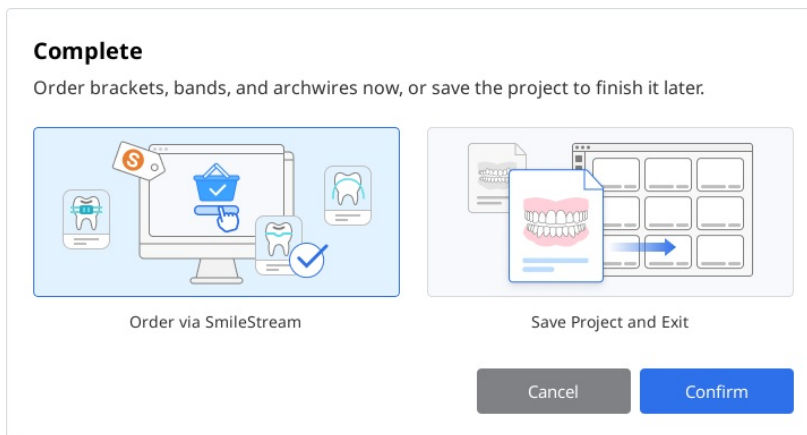 Complete
Order brackets, bands, and archwires now, or save the project to finish it later.
S
Order via SmileStream
Save Project and Exit
Cancel
Confirm